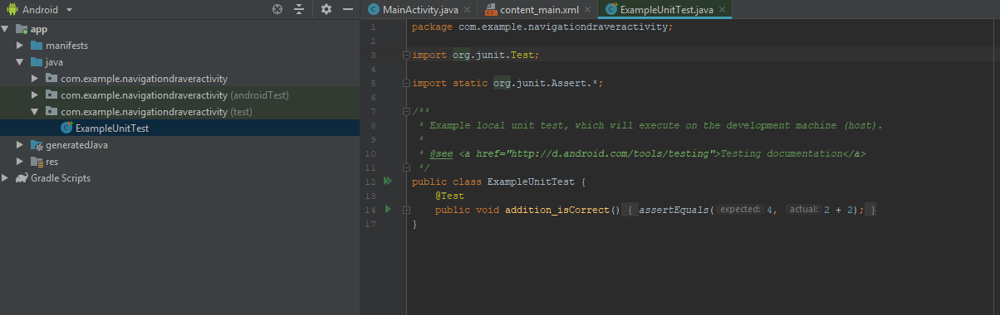 Android
app
manifests
java
com.example.navigationdraveractivity
com.example.navigationdraveractivity (androidTest)
com.example.navigationdraveractivity (test)
ExampleUnitTest
generatedJava
res
Gradle Scripts
MainActivity.java
content_main.xml
ExampleUnitTest.java
1 package com.example.navigationdraveractivity;
2
3 import org.junit.Test;
4
5 import static org.junit.Assert.*;
6
7 /**
8 * Example local unit test, which will execute on the development machine (host).
9 *
10 * @see <a href="http://d.android.com/tools/testing">Testing documentation</a>
11 */
12 public class ExampleUnitTest {
13 @Test
14 public void addition_isCorrect() { assertEquals( expected: 4, actual: 2 + 2); }
17 }